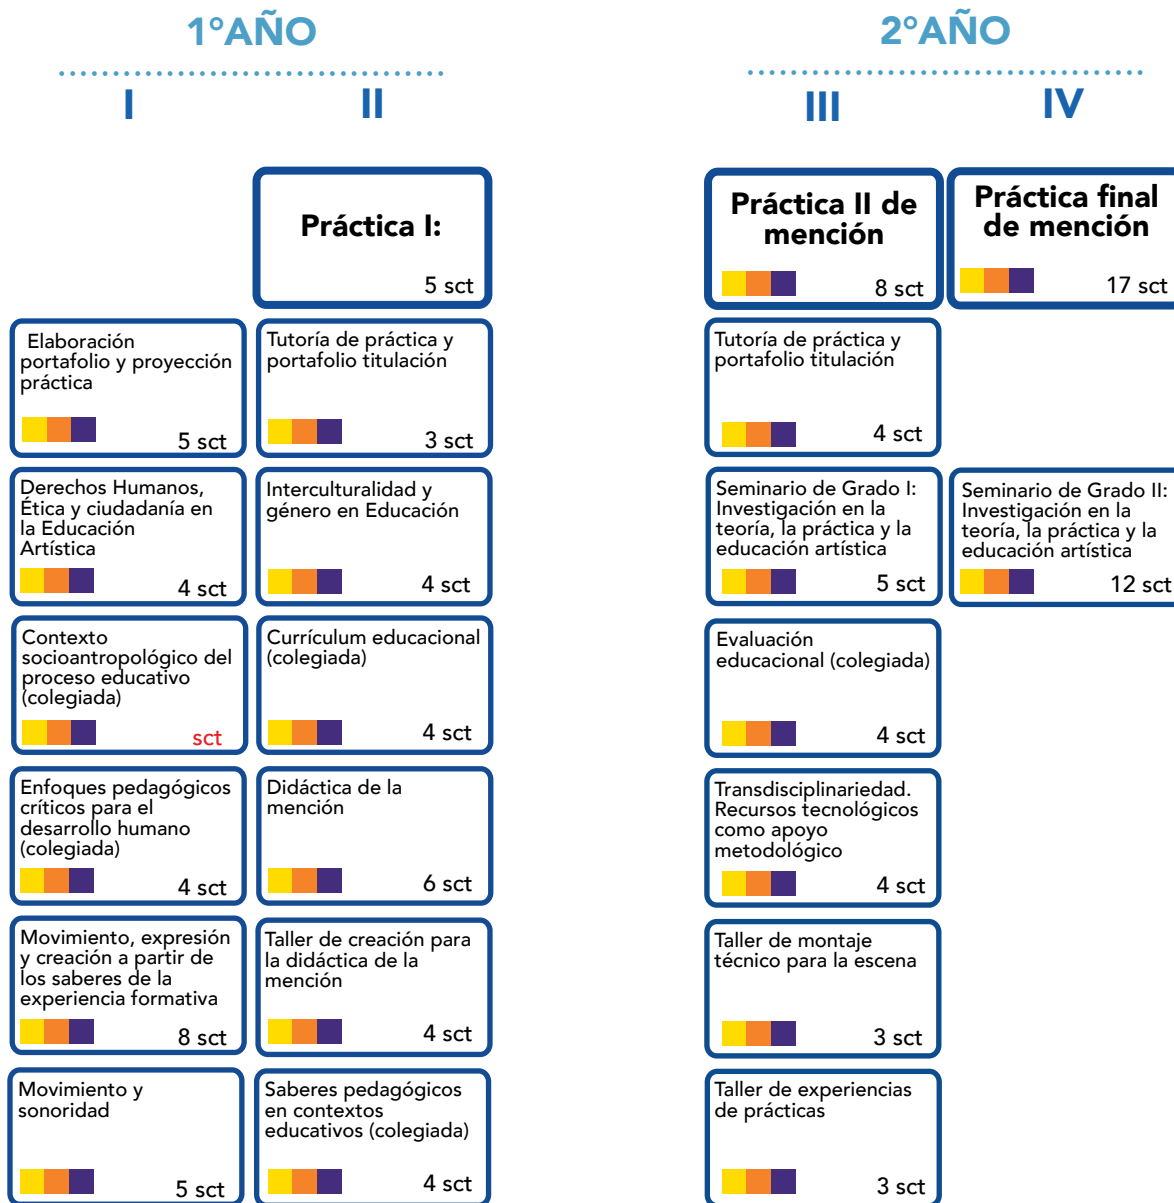 1°AÑO
I
II
Práctica I:
5 sct
Elaboración
portafolio y proyección
práctica
5 sct
Tutoría de práctica y
portafolio titulación
3 sct
Derechos Humanos,
Ética y ciudadanía en
la Educación
Artística
4 sct
Interculturalidad y
género en Educación
4 sct
Contexto
socioantropológico del
proceso educativo
(colegiada)
sct
Currículum educacional
(colegiada)
4 sct
Enfoques pedagógicos
críticos para el
desarrollo humano
(colegiada)
4 sct
Didáctica de la
mención
6 sct
Movimiento, expresión
y creación a partir de
los saberes de la
experiencia formativa
8 sct
Taller de creación para
la didáctica de la
mención
4 sct
Movimiento y
sonoridad
5 sct
Saberes pedagógicos
en contextos
educativos (colegiada)
4 sct
2°AÑO
III
IV
Práctica II de
mención
8 sct
Práctica final
de mención
17 sct
Tutoría de práctica y
portafolio titulación
4 sct
Seminario de Grado I:
Investigación en la
teoría, la práctica y la
educación artística
5 sct
Seminario de Grado II:
Investigación en la
teoría, la práctica y la
educación artística
12 sct
Evaluación
educacional (colegiada)
4 sct
Transdisciplinariedad.
Recursos tecnológicos
como apoyo
metodológico
4 sct
Taller de montaje
técnico para la escena
3 sct
Taller de experiencias
de prácticas
3 sct